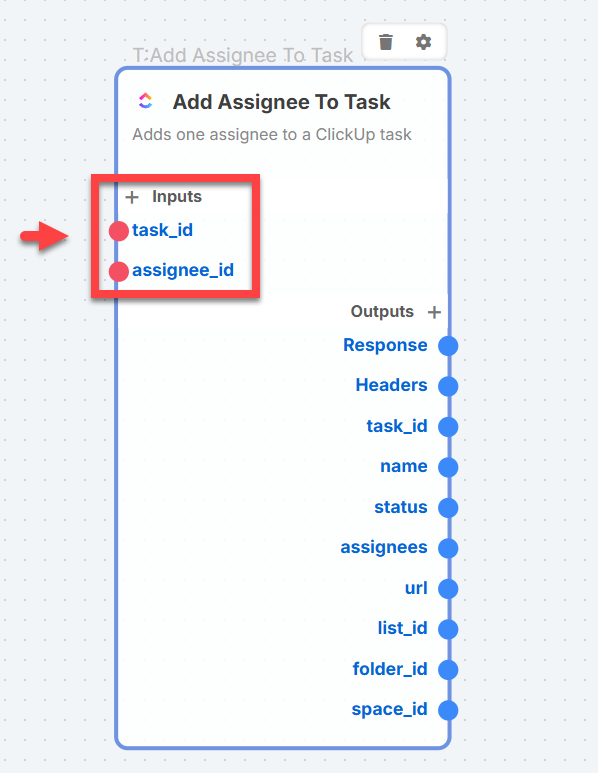 T:Add Assignee To Task
Add Assignee To Task
Adds one assignee to a ClickUp task
+ Inputs
task_id
assignee_id
Outputs +
Response
Headers
task_id
name
status
assignees
url
list_id
folder_id
space_id